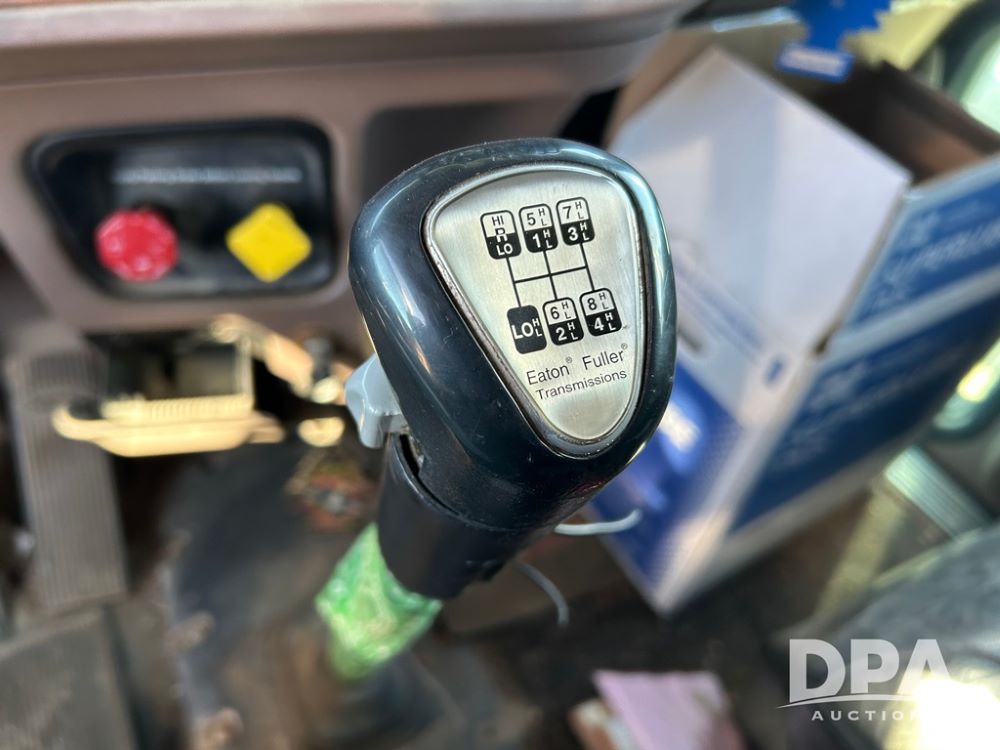 HI 5 H L 7 H L
R LO 1 H L 3 H L
LO H L 6 H L 8 H L
2 H L 4 H L
Eaton® Fuller®
Transmissions
DPA
AUCTIONS